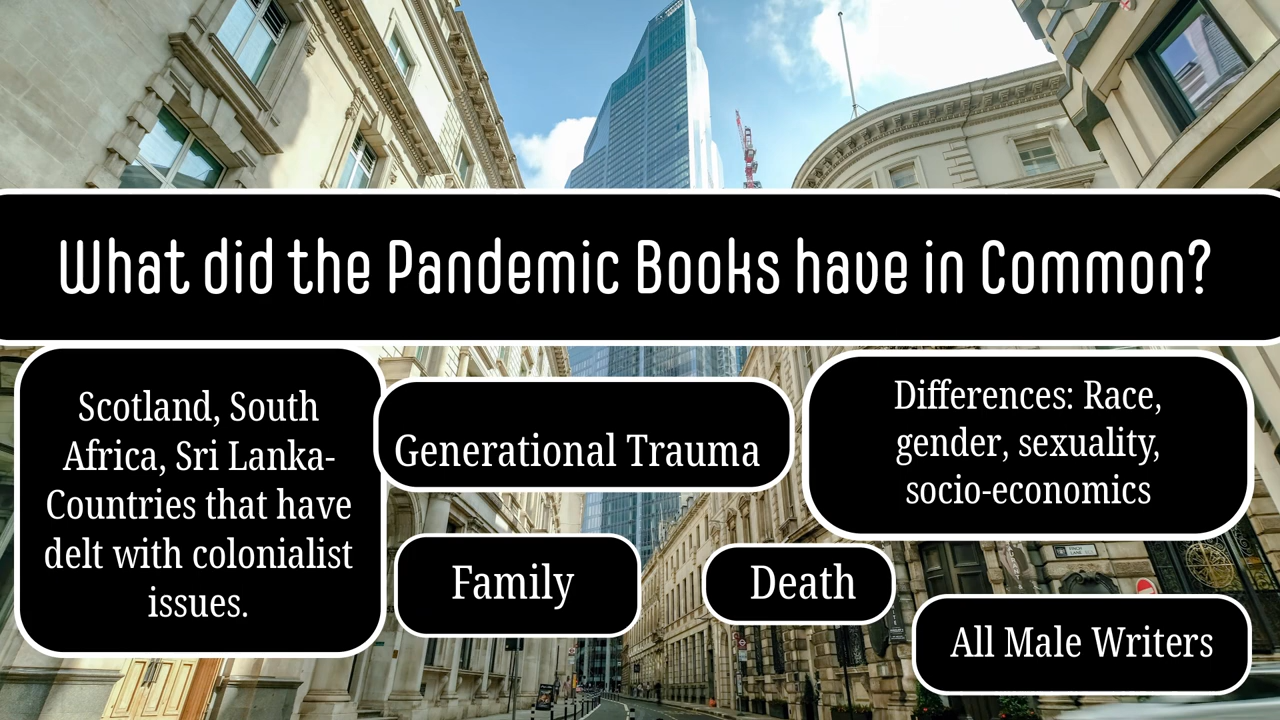 What did the Pandemic Books have in Common?
Scotland, South
Africa, Sri Lanka-
Countries that have
delt with colonialist
issues.
Generational Trauma
Differences: Race,
gender, sexuality,
socio-economics
Family
Death
All Male Writers